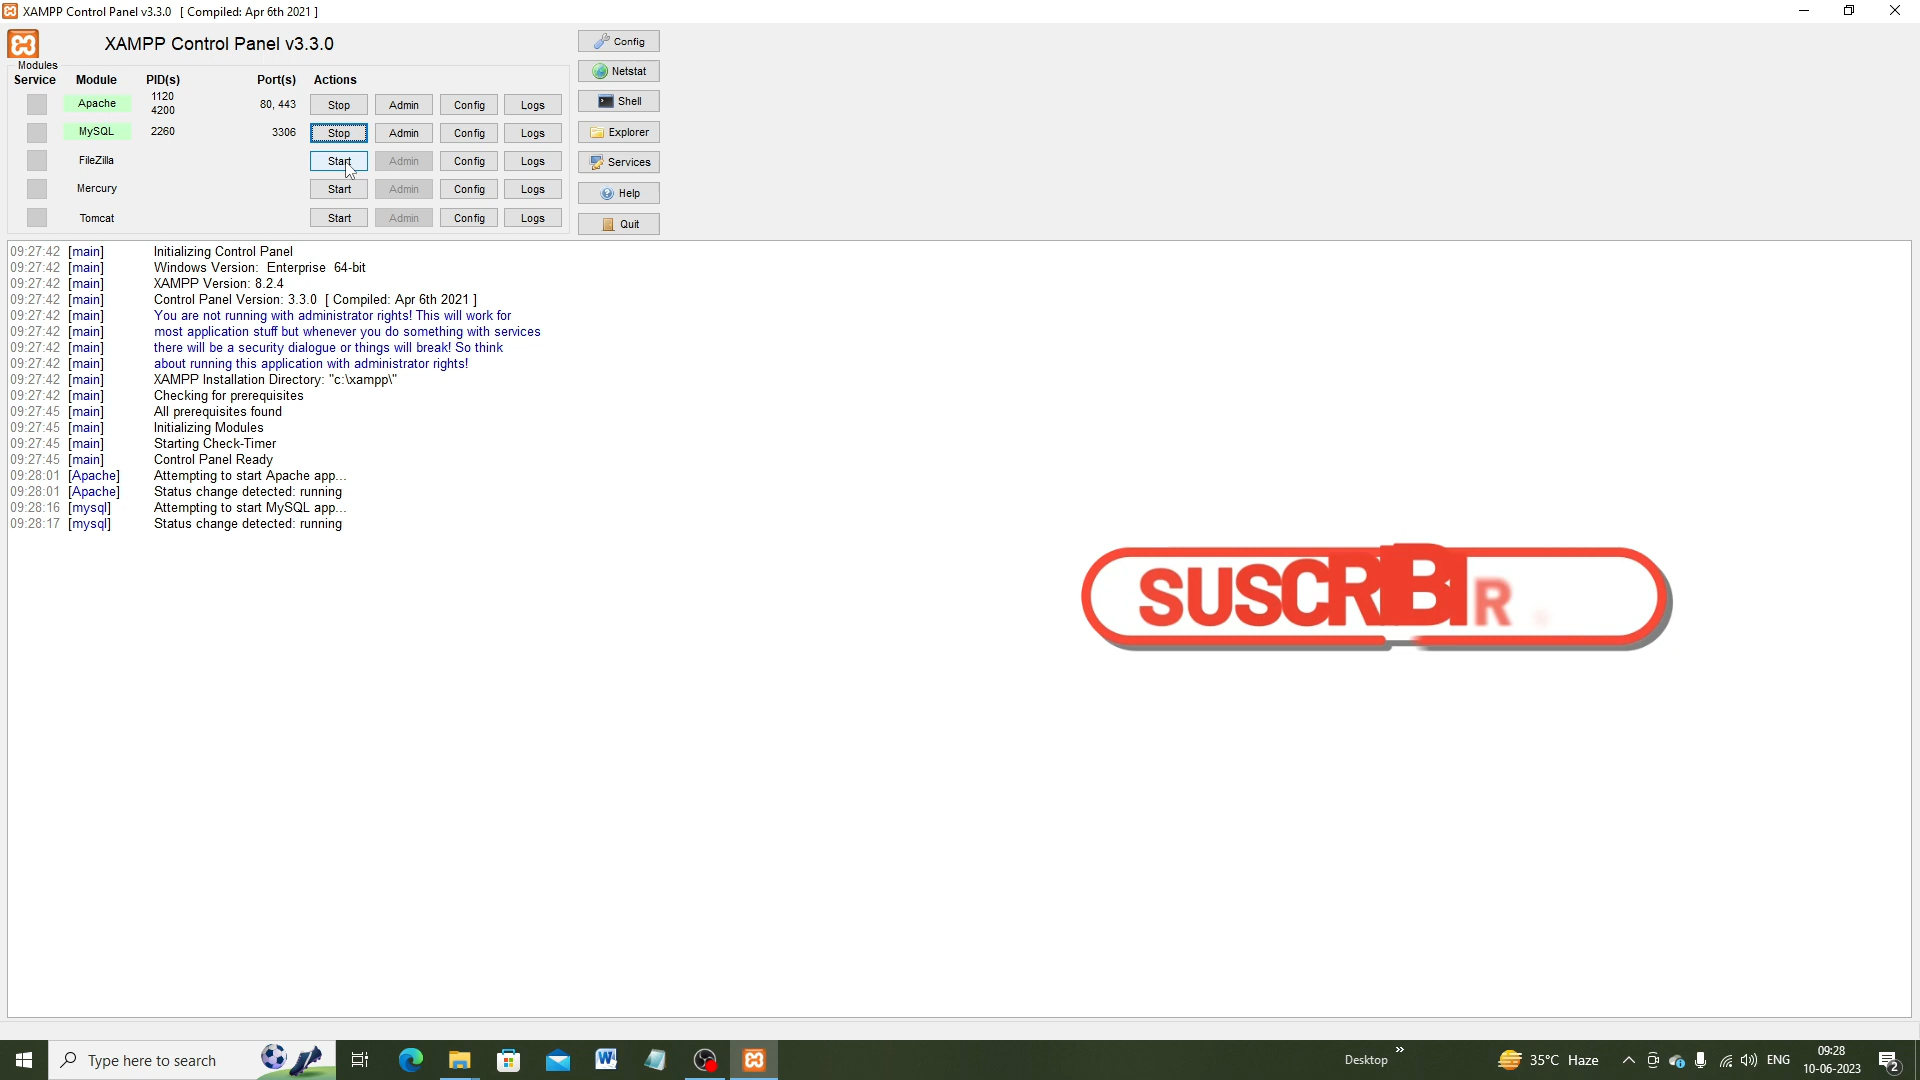 XAMPP Control Panel v3.3.0 [ Compiled: Apr 6th 2021 ]
XAMPP Control Panel v3.3.0
Config
Modules
Service Module PID(s) Port(s) Actions
Netstat
Apache 1120 4200 80, 443 Stop Admin Config Logs
Shell
MySQL 2260 3306 Stop Admin Config Logs
Explorer
FileZilla Start Admin Config Logs
Services
Mercury Start Admin Config Logs
Help
Tomcat Start Admin Config Logs
Quit
09:27:42 [main] Initializing Control Panel
09:27:42 [main] Windows Version: Enterprise 64-bit
09:27:42 [main] XAMPP Version: 8.2.4
09:27:42 [main] Control Panel Version: 3.3.0 [ Compiled: Apr 6th 2021 ]
09:27:42 [main] You are not running with administrator rights! This will work for
09:27:42 [main] most application stuff but whenever you do something with services
09:27:42 [main] there will be a security dialogue or things will break! So think
09:27:42 [main] about running this application with administrator rights!
09:27:42 [main] XAMPP Installation Directory: "c:\xampp\"
09:27:42 [main] Checking for prerequisites
09:27:45 [main] All prerequisites found
09:27:45 [main] Initializing Modules
09:27:45 [main] Starting Check-Timer
09:27:45 [main] Control Panel Ready
09:28:01 [Apache] Attempting to start Apache app...
09:28:01 [Apache] Status change detected: running
09:28:16 [mysql] Attempting to start MySQL app...
09:28:17 [mysql] Status change detected: running
SUSCRIBIR
Type here to search
Desktop
35°C Haze
ENG
09:28
10-06-2023
2